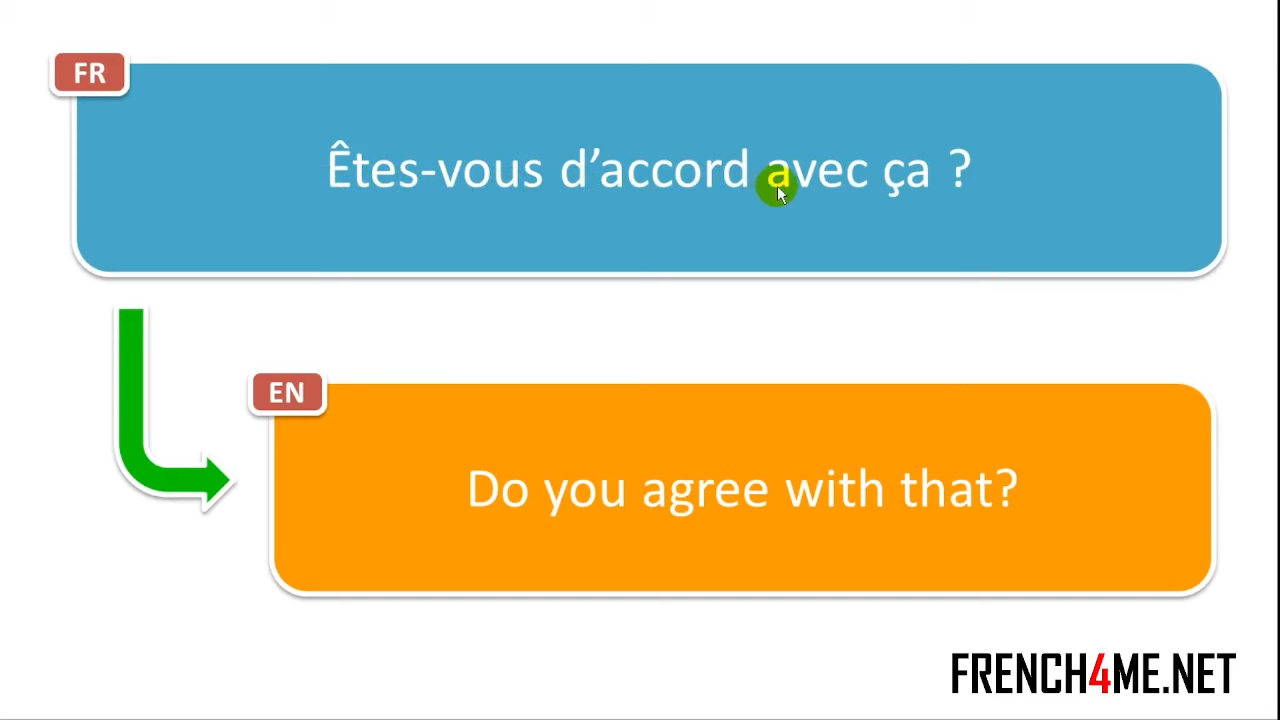 FR
Êtes-vous d’accord avec ça ?
EN
Do you agree with that?
FRENCH4ME.NET